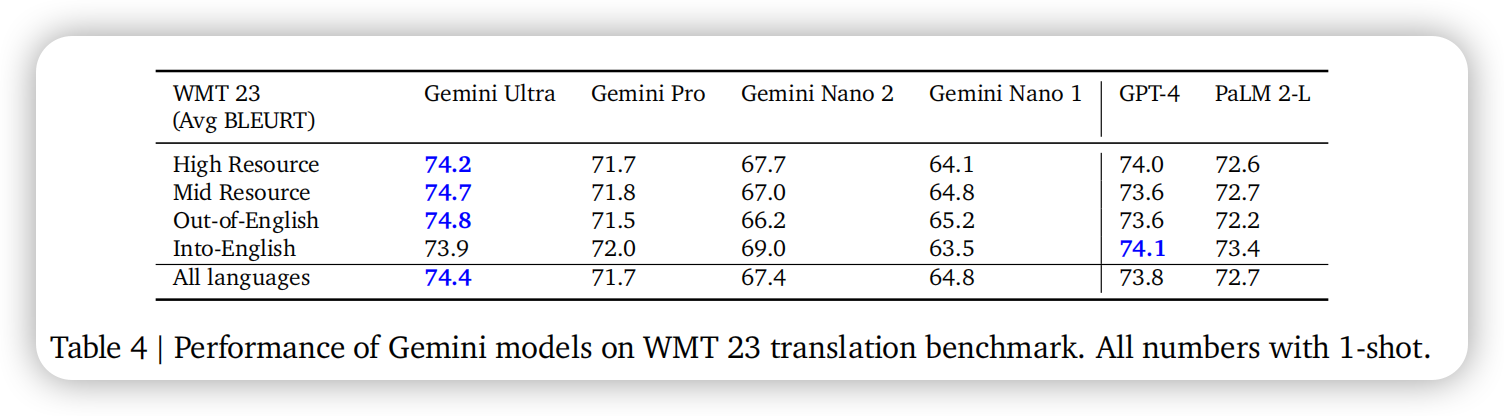 WMT 23 Gemini Ultra Gemini Pro Gemini Nano 2 Gemini Nano 1 GPT-4 PaLM 2-L
(Avg BLEURT)
High Resource 74.2 71.7 67.7 64.1 74.0 72.6
Mid Resource 74.7 71.8 67.0 64.8 73.6 72.7
Out-of-English 74.8 71.5 66.2 65.2 73.6 72.2
Into-English 73.9 72.0 69.0 63.5 74.1 73.4
All languages 74.4 71.7 67.4 64.8 73.8 72.7
Table 4 | Performance of Gemini models on WMT 23 translation benchmark. All numbers with 1-shot.